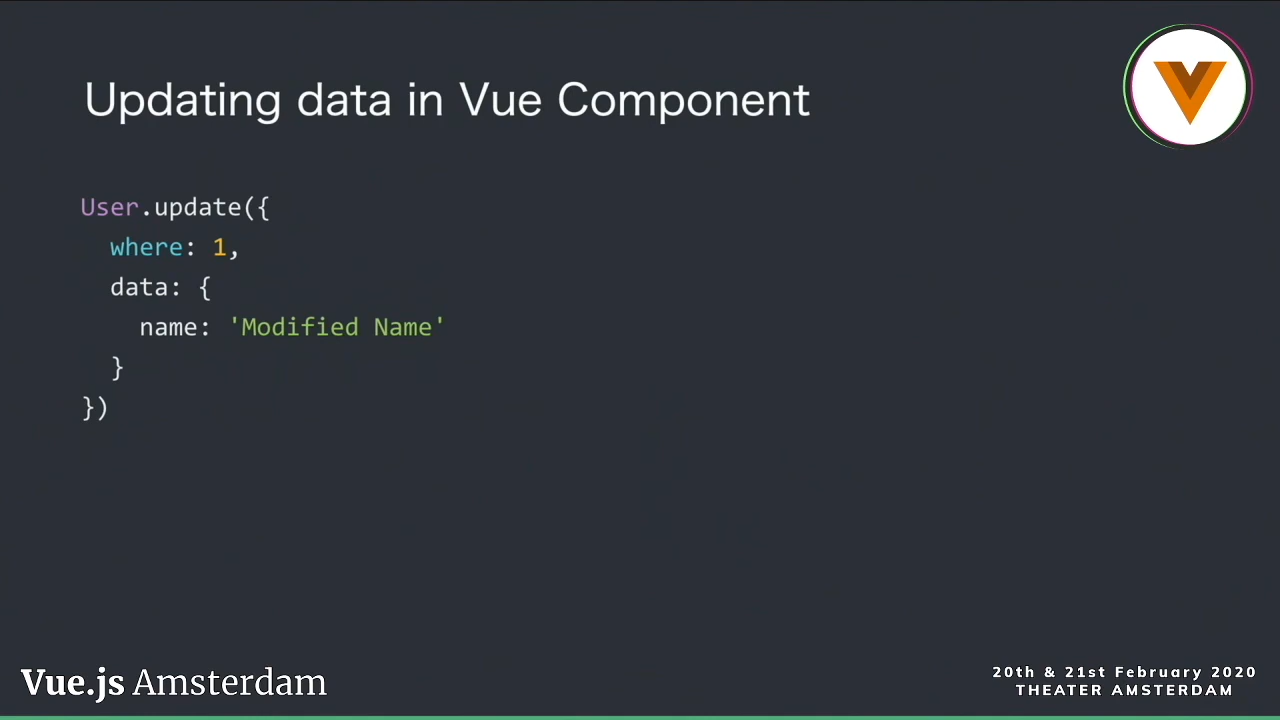 Updating data in Vue Component
User.update({
  where: 1,
  data: {
    name: 'Modified Name'
  }
})
Vue.js Amsterdam
20th & 21st February 2020
THEATER AMSTERDAM